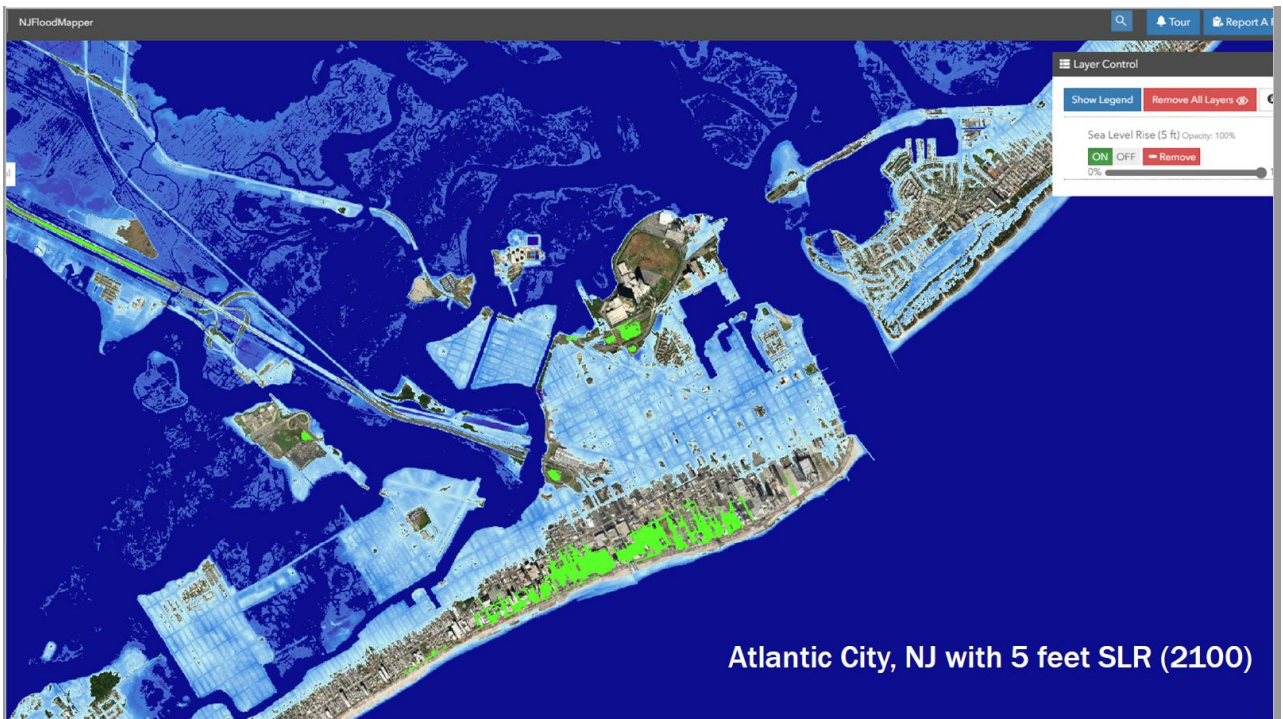 NJFloodMapper
Tour
Report A
Layer Control
Show Legend
Remove All Layers
Sea Level Rise (5 ft) Opacity: 100%
ON OFF Remove
0%
Atlantic City, NJ with 5 feet SLR (2100)